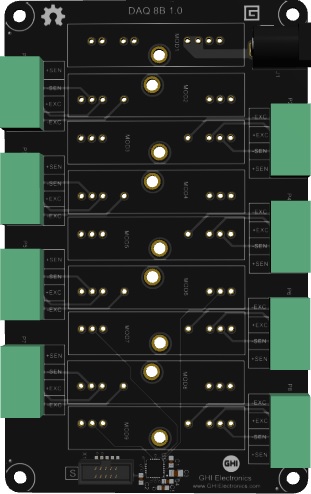 DAQ 8B 1.0
G
MOD1
+SEN
-SEN
+EXC
-EXC
MOD2
-EXC
+EXC
-SEN
+SEN
MOD3
+SEN
-SEN
+EXC
-EXC
MOD4
-EXC
+EXC
-SEN
+SEN
MOD5
+SEN
-SEN
+EXC
-EXC
MOD6
-EXC
+EXC
-SEN
+SEN
MOD7
+SEN
-SEN
+EXC
-EXC
MOD8
-EXC
+EXC
-SEN
+SEN
MOD9
S
GHI
GHI Electronics
www.GHIElectronics.com